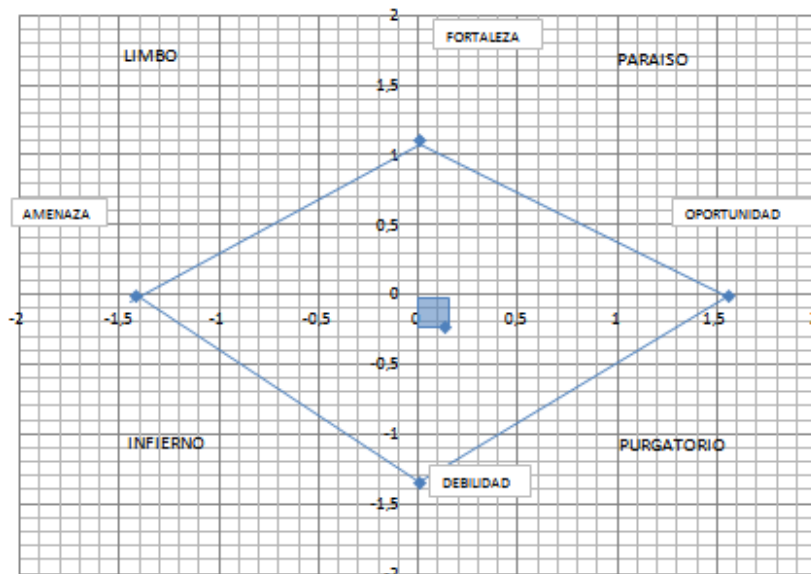 2
FORTALEZA
LIMBO
PARAISO
1,5
1
AMENAZA
0,5
OPORTUNIDAD
0
-2 -1,5 -1 -0,5 0 0,5 1 1,5
-0,5
INFIERNO
-1
PURGATORIO
DEBILIDAD
-1,5
-2